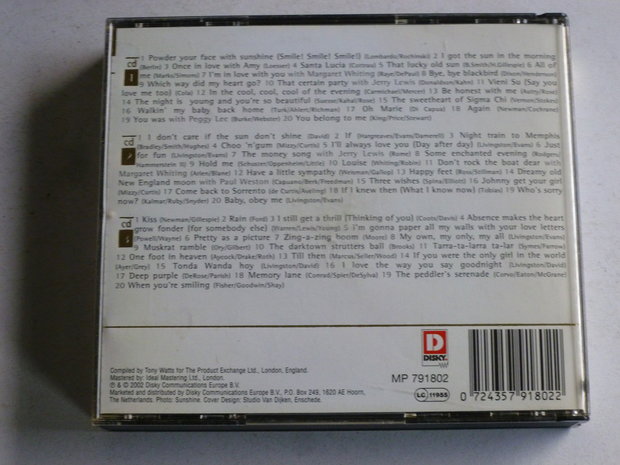 cd 1 1 Powder your face with sunshine (Smile! Smile! Smile!) (Lombardo/Rochinski) 2 I got the sun in the morning
(Berlin) 3 Once in love with Amy (Loesser) 4 Santa Lucia (Cottrau) 5 That lucky old sun (B.Smith/H.Gillespie) 6 All of
me (Marks/Simons) 7 I'm in love with you with Margaret Whiting (Raye/DePaul) 8 Bye, bye blackbird (Dixon/Henderson)
9 Which way did my heart go? 10 That certain party with Jerry Lewis (Donaldson/Kahn) 11 Vieni Su (Say you
love me too) (Cola) 12 In the cool, cool, cool of the evening (Carmichael/Mercer) 13 Be honest with me (Autry/Rose)
14 The night is young and you're so beautiful (Suesse/Kahal/Rose) 15 The sweetheart of Sigma Chi (Vernon/Stokes)
16 Walkin' my baby back home (Turk/Ahlert/Richman) 17 Oh Marie (Di Capua) 18 Again (Newman/Cochrane)
19 You was with Peggy Lee (Burke/Webster) 20 You belong to me (King/Price/Stewart)
cd 2 1 I don't care if the sun don't shine (David) 2 If (Hargreaves/Evans/Damerell) 3 Night train to Memphis
(Bradley/Smith/Hughes) 4 Choo 'n'gum (Mizzy/Curtis) 5 I'll always love you (Day after day) (Livingston/Evans) 6 Just
for fun (Livingston/Evans) 7 The money song with Jerry Lewis (Rome) 8 Some enchanted evening (Rodgers/
Hammerstein II) 9 Hold me (Schuster/Oppenheim/Little) 10 Louise (Whiting/Robin) 11 Don't rock the boat dear with
Margaret Whiting (Arlen/Blane) 12 Have a little sympathy (Weisman/Gallop) 13 Happy feet (Ross/Stillman) 14 Dreamy old
New England moon with Paul Weston (Capuano/Berk/Freedman) 15 Three wishes (Spina/Elliott) 16 Johnny get your girl
(Mizzy/Curtis) 17 Come back to Sorrento (de Curtis/Aveling) 18 If I knew then (What I know now) (Tobias) 19 Who's sorry
now? (Kalmar/Ruby/Snyder) 20 Baby, obey me (Livingston/Evans)
cd 3 1 Kiss (Newman/Gillespie) 2 Rain (Ford) 3 I still get a thrill (Thinking of you) (Coots/Davis) 4 Absence makes the heart
grow fonder (for somebody else) (Warren/Lewis/Young) 5 I'm gonna paper all my walls with your love letters
(Powell/Wayne) 6 Pretty as a picture 7 Zing-a-zing hoom (Moore) 8 My own, my only, my all (Livingston/Evans)
9 Muskrat ramble (Ory/Gilbert) 10 The darktown strutters ball (Brooks) 11 Tarra-ta-larra ta-lar (Symes/Farrow)
12 One foot in heaven (Aycock/Drake/Roth) 13 Till then (Marcus/Seller/Wood) 14 If you were the only girl in the world
(Ayer/Grey) 15 Tonda Wanda hoy (Livingston/David) 16 I love the way you say goodnight (Livingston/David)
17 Deep purple (DeRose/Parish) 18 Memory lane (Conrad/Spier/DeSylva) 19 The peddler's serenade (Corvo/Eaton/McGrane)
20 When you're smiling (Fisher/Goodwin/Shay)
Compiled by Tony Watts for The Product Exchange Ltd., London, England.
Mastered by: Ideal Mastering Ltd., London.
℗ & © 2002 Disky Communications Europe B.V.
Marketed and distributed by Disky Communications Europe B.V., P.O. Box 249, 1620 AE Hoorn,
The Netherlands. Photo: Sunshine. Cover Design: Studio Van Dijken, Enschede.
D
DISKY
MP 791802
LC 11955
0 724357 918022